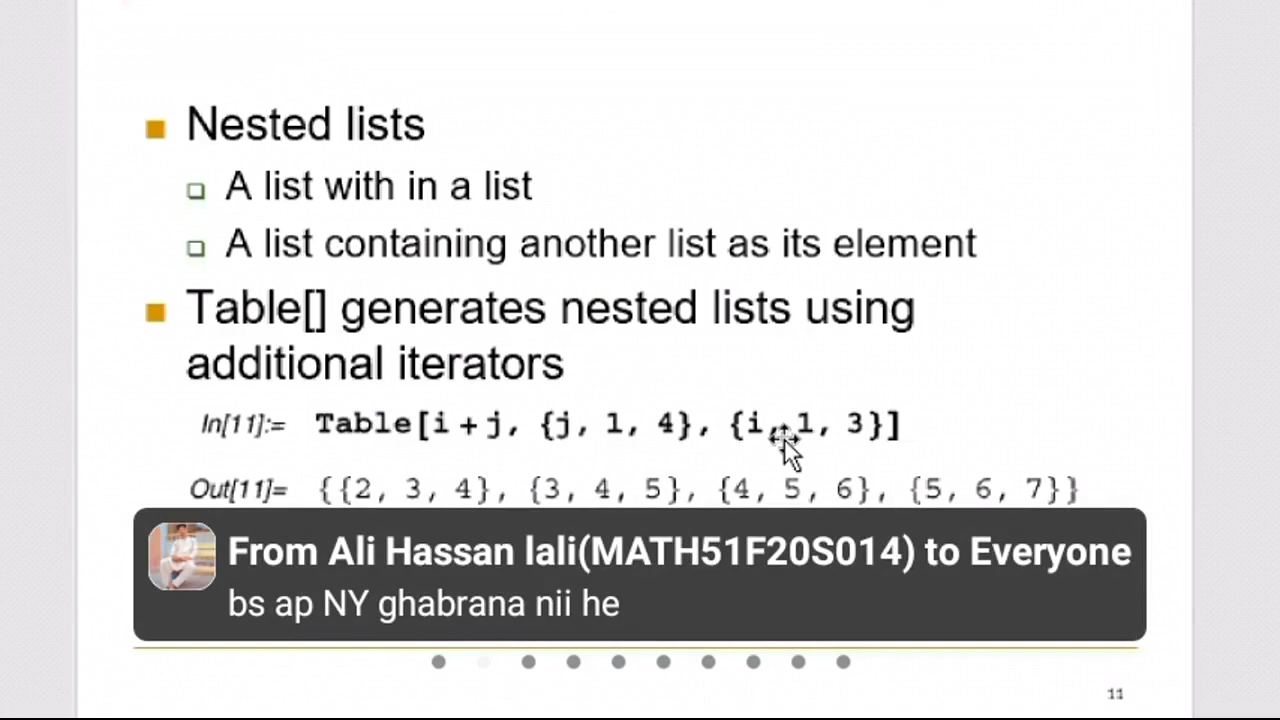 Nested lists
A list with in a list
A list containing another list as its element
Table[] generates nested lists using
additional iterators
In[11]:= Table[i + j, {j, 1, 4}, {i, 1, 3}]
Out[11]= {{2, 3, 4}, {3, 4, 5}, {4, 5, 6}, {5, 6, 7}}
From Ali Hassan lali(MATH51F20S014) to Everyone
bs ap NY ghabrana nii he
11